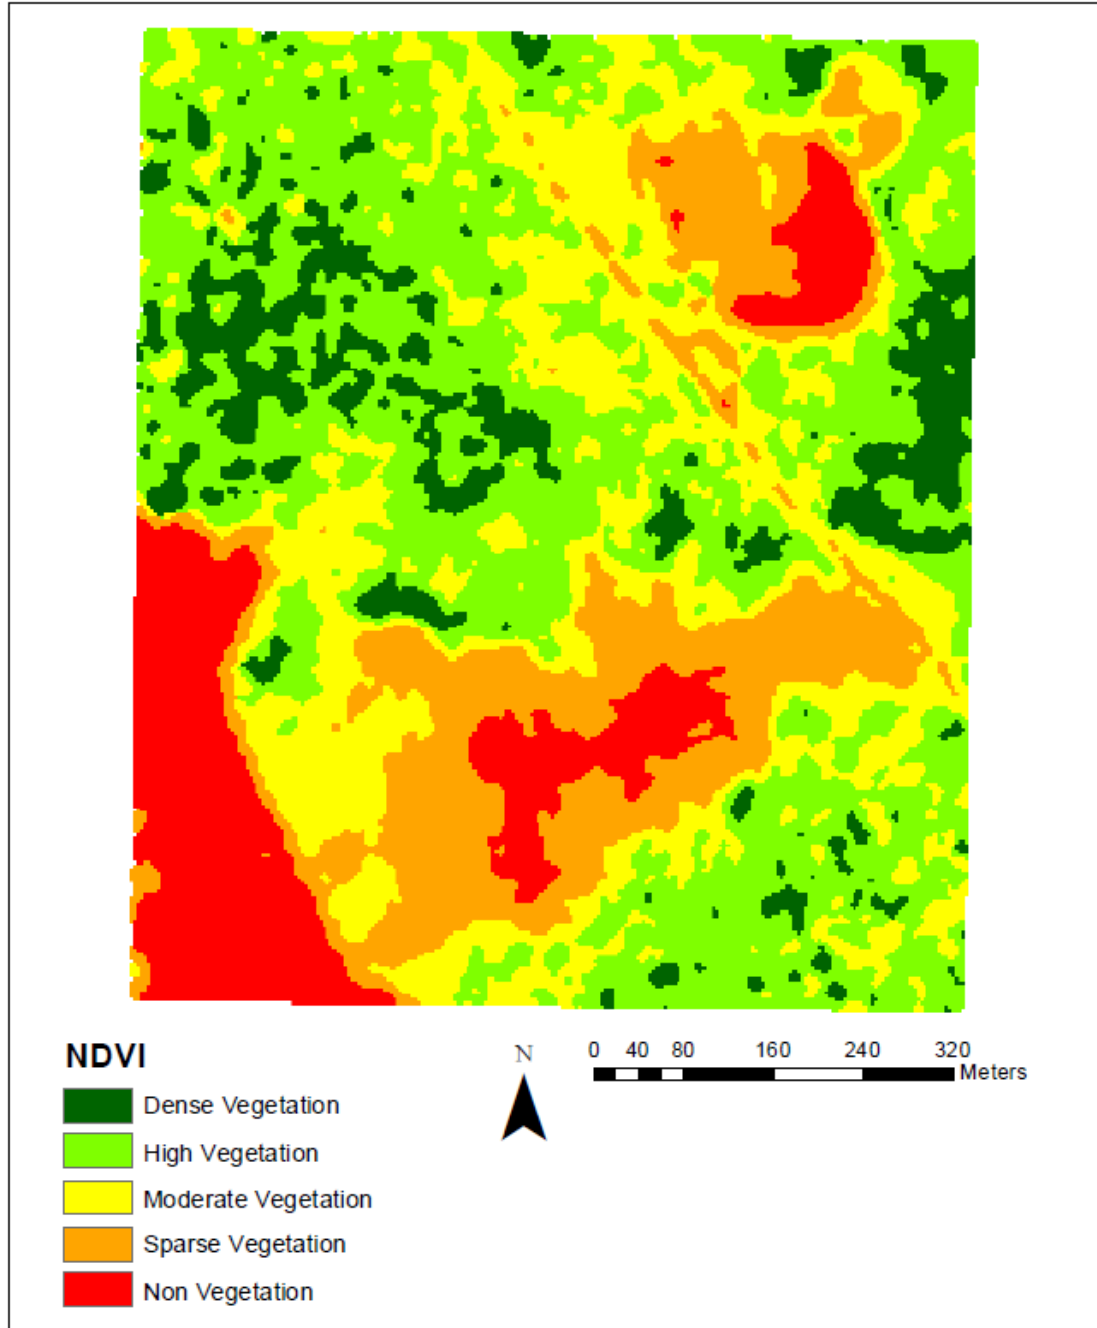 NDVI
Dense Vegetation
High Vegetation
Moderate Vegetation
Sparse Vegetation
Non Vegetation
N
0 40 80 160 240 320
Meters